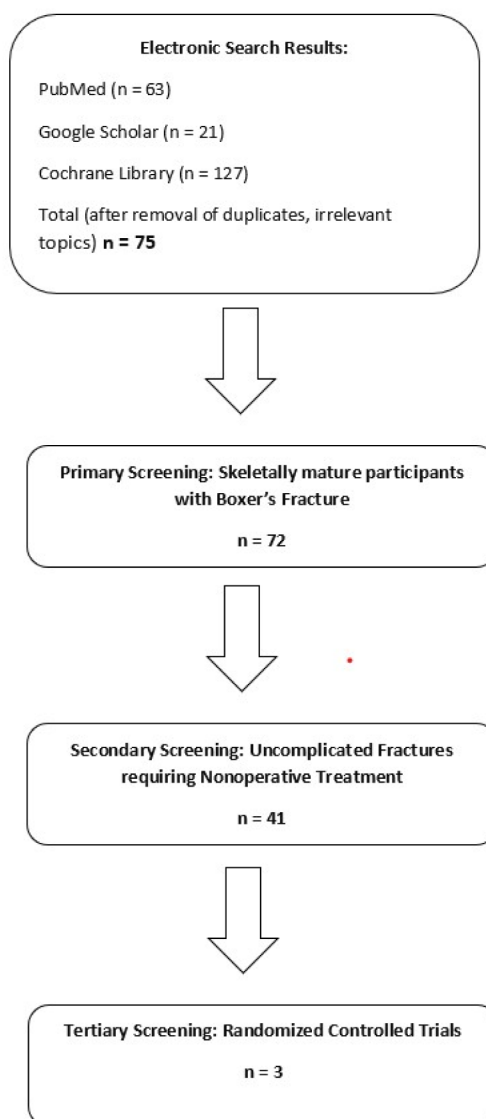 Electronic Search Results:
PubMed (n = 63)
Google Scholar (n = 21)
Cochrane Library (n = 127)
Total (after removal of duplicates, irrelevant
topics) n = 75
Primary Screening: Skeletally mature participants
with Boxer's Fracture
n = 72
Secondary Screening: Uncomplicated Fractures
requiring Nonoperative Treatment
n = 41
Tertiary Screening: Randomized Controlled Trials
n = 3